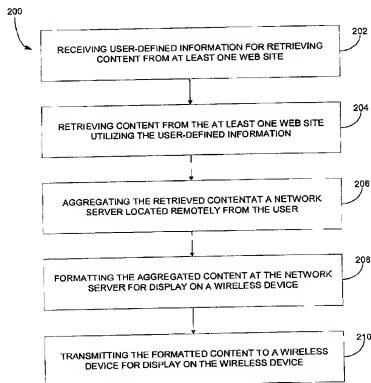 200
RECEIVING USER-DEFINED INFORMATION FOR RETRIEVING
CONTENT FROM AT LEAST ONE WEB SITE
202
RETRIEVING CONTENT FROM THE AT LEAST ONE WEB SITE
UTILIZING THE USER-DEFINED INFORMATION
204
AGGREGATING THE RETRIEVED CONTENTAT A NETWORK
SERVER LOCATED REMOTELY FROM THE USER
206
FORMATTING THE AGGREGATED CONTENT AT THE NETWORK
SERVER FOR DISPLAY ON A WIRELESS DEVICE
208
TRANSMITTING THE FORMATTED CONTENT TO A WIRELESS
DEVICE FOR DISPLAY ON THE WIRELESS DEVICE
210